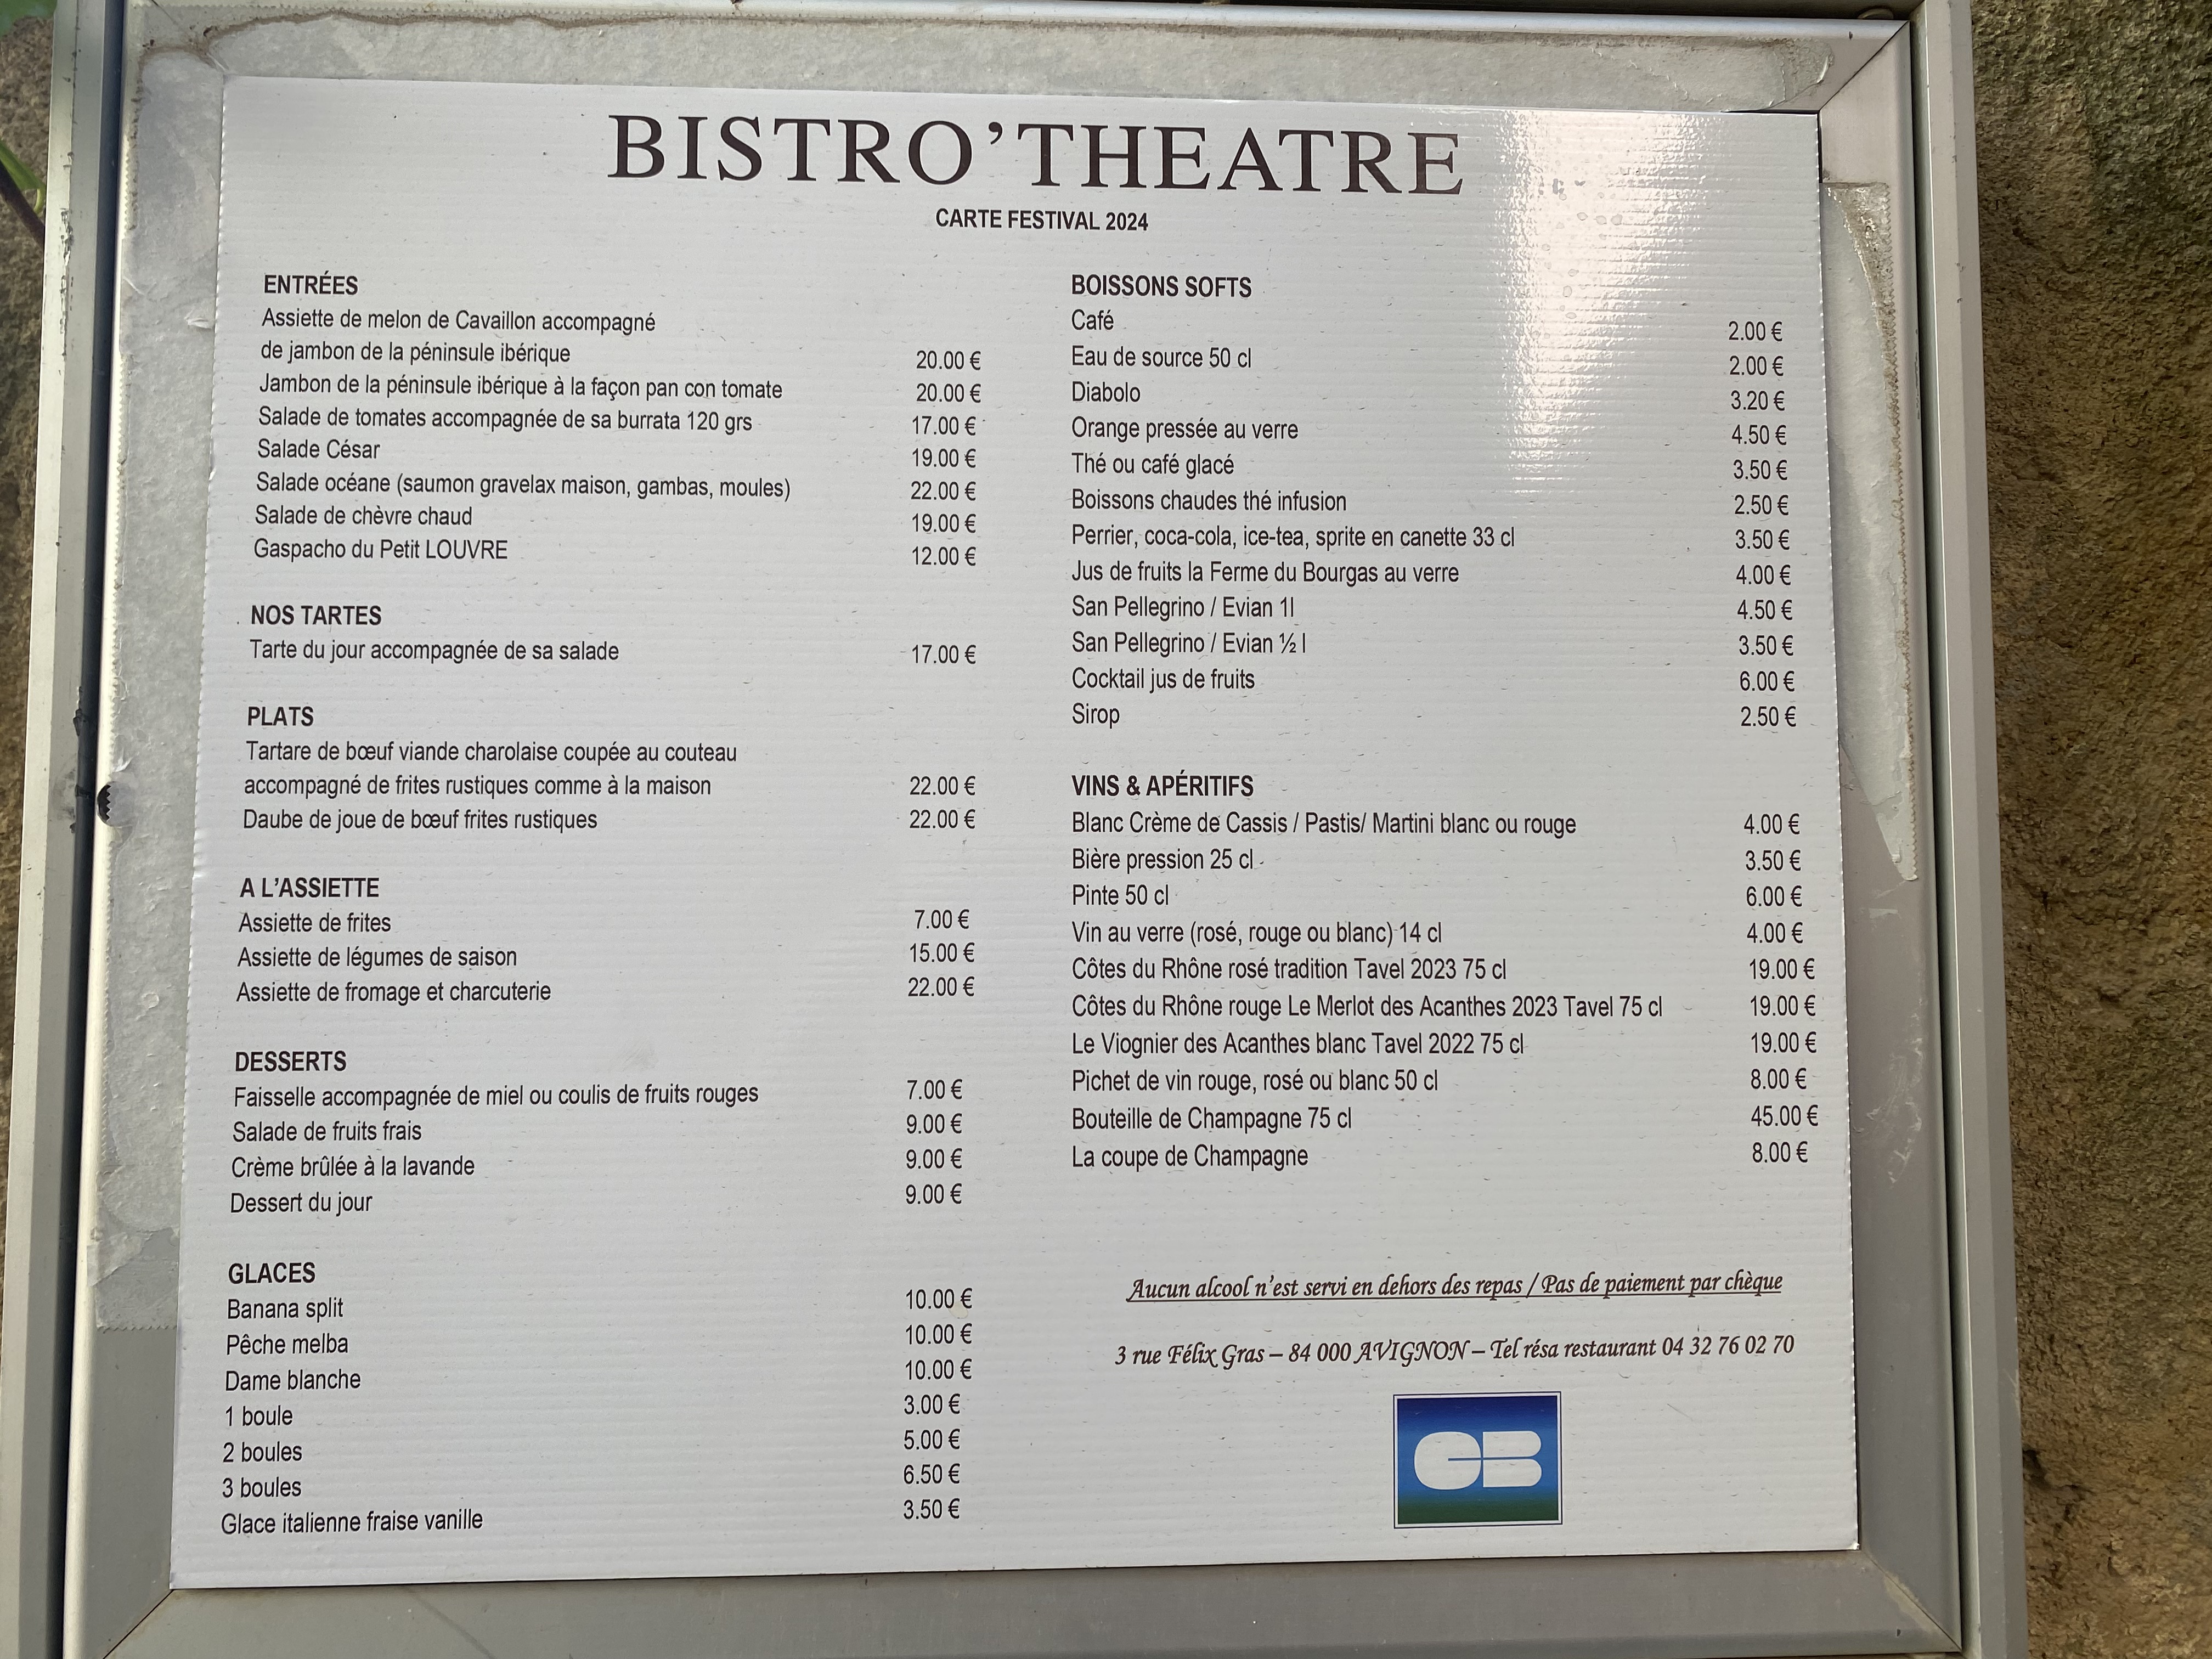 BISTRO’THEATRE
CARTE FESTIVAL 2024
ENTRÉES
Assiette de melon de Cavaillon accompagné
de jambon de la péninsule ibérique 20.00 €
Jambon de la péninsule ibérique à la façon pan con tomate 20.00 €
Salade de tomates accompagnée de sa burrata 120 grs 17.00 €
Salade César 19.00 €
Salade océane (saumon gravelax maison, gambas, moules) 22.00 €
Salade de chèvre chaud 19.00 €
Gaspacho du Petit LOUVRE 12.00 €
NOS TARTES
Tarte du jour accompagnée de sa salade 17.00 €
PLATS
Tartare de bœuf viande charolaise coupée au couteau
accompagné de frites rustiques comme à la maison 22.00 €
Daube de joue de bœuf frites rustiques 22.00 €
A L’ASSIETTE
Assiette de frites 7.00 €
Assiette de légumes de saison 15.00 €
Assiette de fromage et charcuterie 22.00 €
DESSERTS
Faisselle accompagnée de miel ou coulis de fruits rouges 7.00 €
Salade de fruits frais 9.00 €
Crème brûlée à la lavande 9.00 €
Dessert du jour 9.00 €
GLACES
Banana split 10.00 €
Pêche melba 10.00 €
Dame blanche 10.00 €
1 boule 3.00 €
2 boules 5.00 €
3 boules 6.50 €
Glace italienne fraise vanille 3.50 €
BOISSONS SOFTS
Café 2.00 €
Eau de source 50 cl 2.00 €
Diabolo 3.20 €
Orange pressée au verre 4.50 €
Thé ou café glacé 3.50 €
Boissons chaudes thé infusion 2.50 €
Perrier, coca-cola, ice-tea, sprite en canette 33 cl 3.50 €
Jus de fruits la Ferme du Bourgas au verre 4.00 €
San Pellegrino / Evian 1l 4.50 €
San Pellegrino / Evian ½ l 3.50 €
Cocktail jus de fruits 6.00 €
Sirop 2.50 €
VINS & APÉRITIFS
Blanc Crème de Cassis / Pastis/ Martini blanc ou rouge 4.00 €
Bière pression 25 cl 3.50 €
Pinte 50 cl 6.00 €
Vin au verre (rosé, rouge ou blanc) 14 cl 4.00 €
Côtes du Rhône rosé tradition Tavel 2023 75 cl 19.00 €
Côtes du Rhône rouge Le Merlot des Acanthes 2023 Tavel 75 cl 19.00 €
Le Viognier des Acanthes blanc Tavel 2022 75 cl 19.00 €
Pichet de vin rouge, rosé ou blanc 50 cl 8.00 €
Bouteille de Champagne 75 cl 45.00 €
La coupe de Champagne 8.00 €
Aucun alcool n’est servi en dehors des repas / Pas de paiement par chèque
3 rue Félix Gras – 84 000 AVIGNON – Tel résa restaurant 04 32 76 02 70
CB